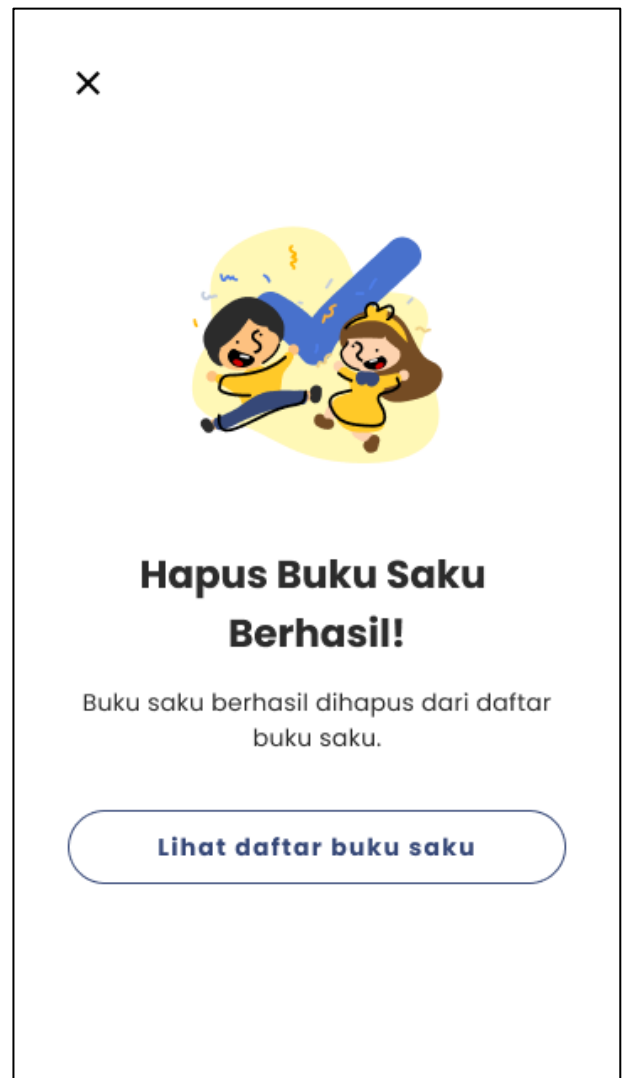 Hapus Buku Saku
Berhasil!
Buku saku berhasil dihapus dari daftar
buku saku.
Lihat daftar buku saku